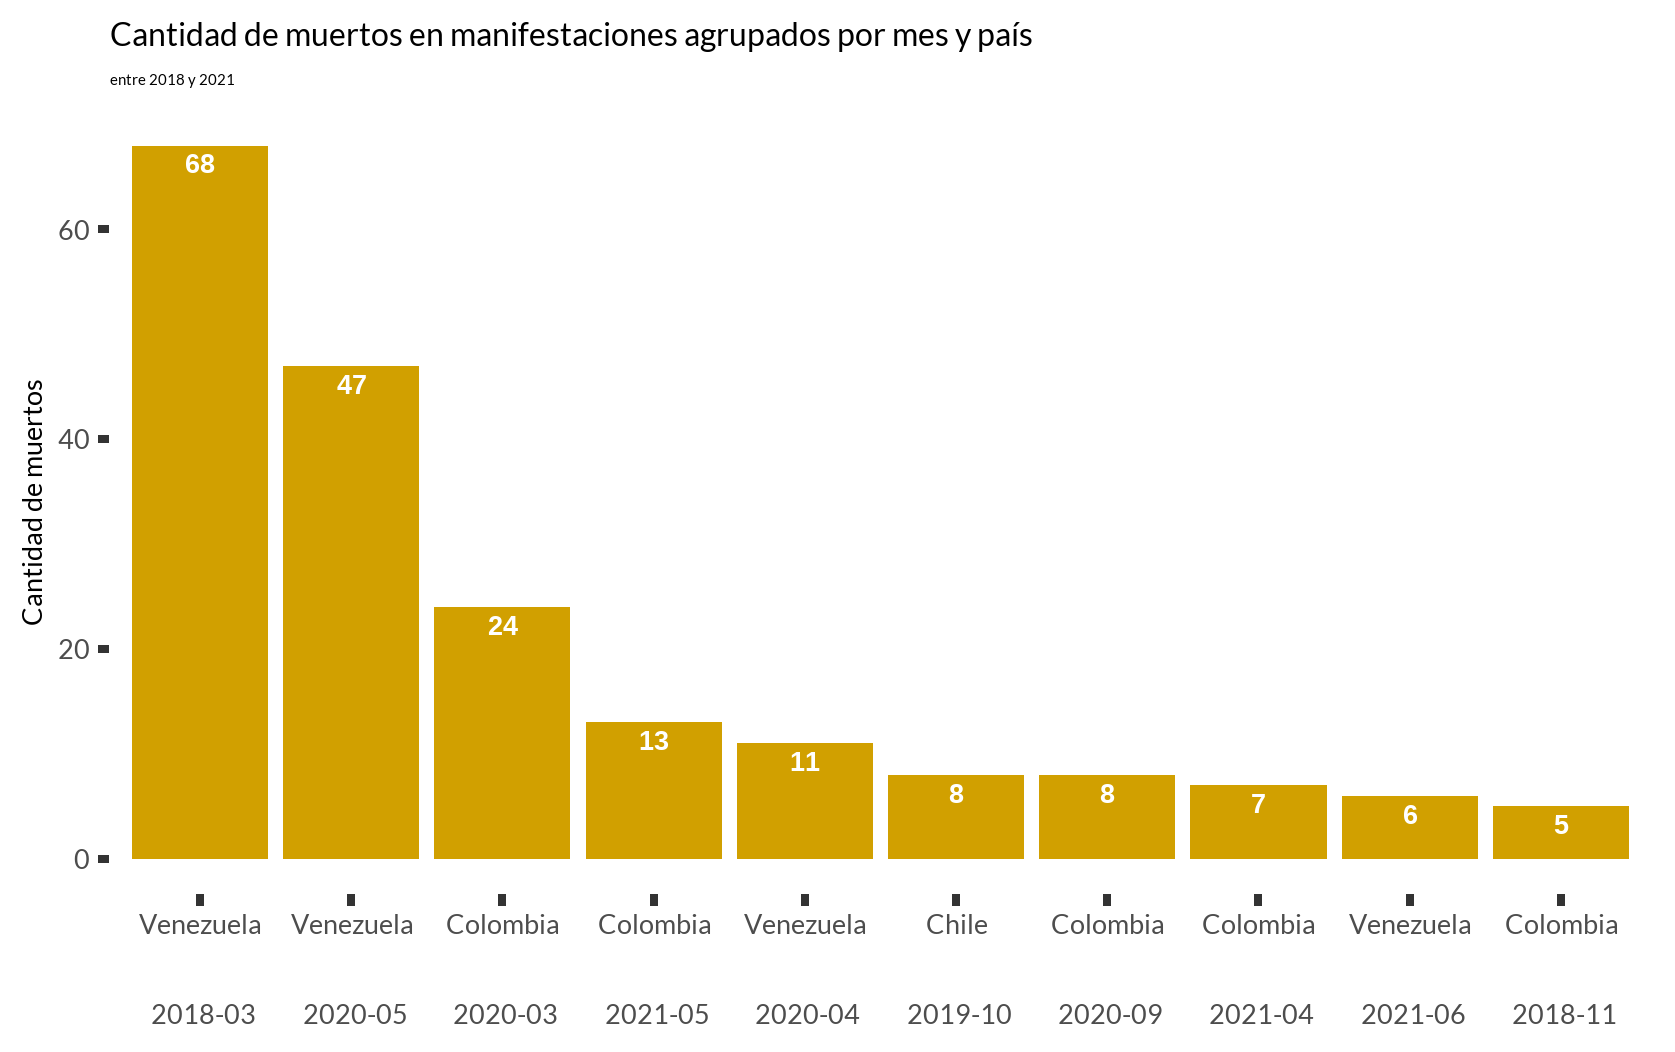 Cantidad de muertos en manifestaciones agrupados por mes y país
entre 2018 y 2021
Cantidad de muertos
60
40
20
0
68
47
24
13
11
8
8
7
6
5
Venezuela Venezuela Colombia Colombia Venezuela Chile Colombia Colombia Venezuela Colombia
2018-03 2020-05 2020-03 2021-05 2020-04 2019-10 2020-09 2021-04 2021-06 2018-11